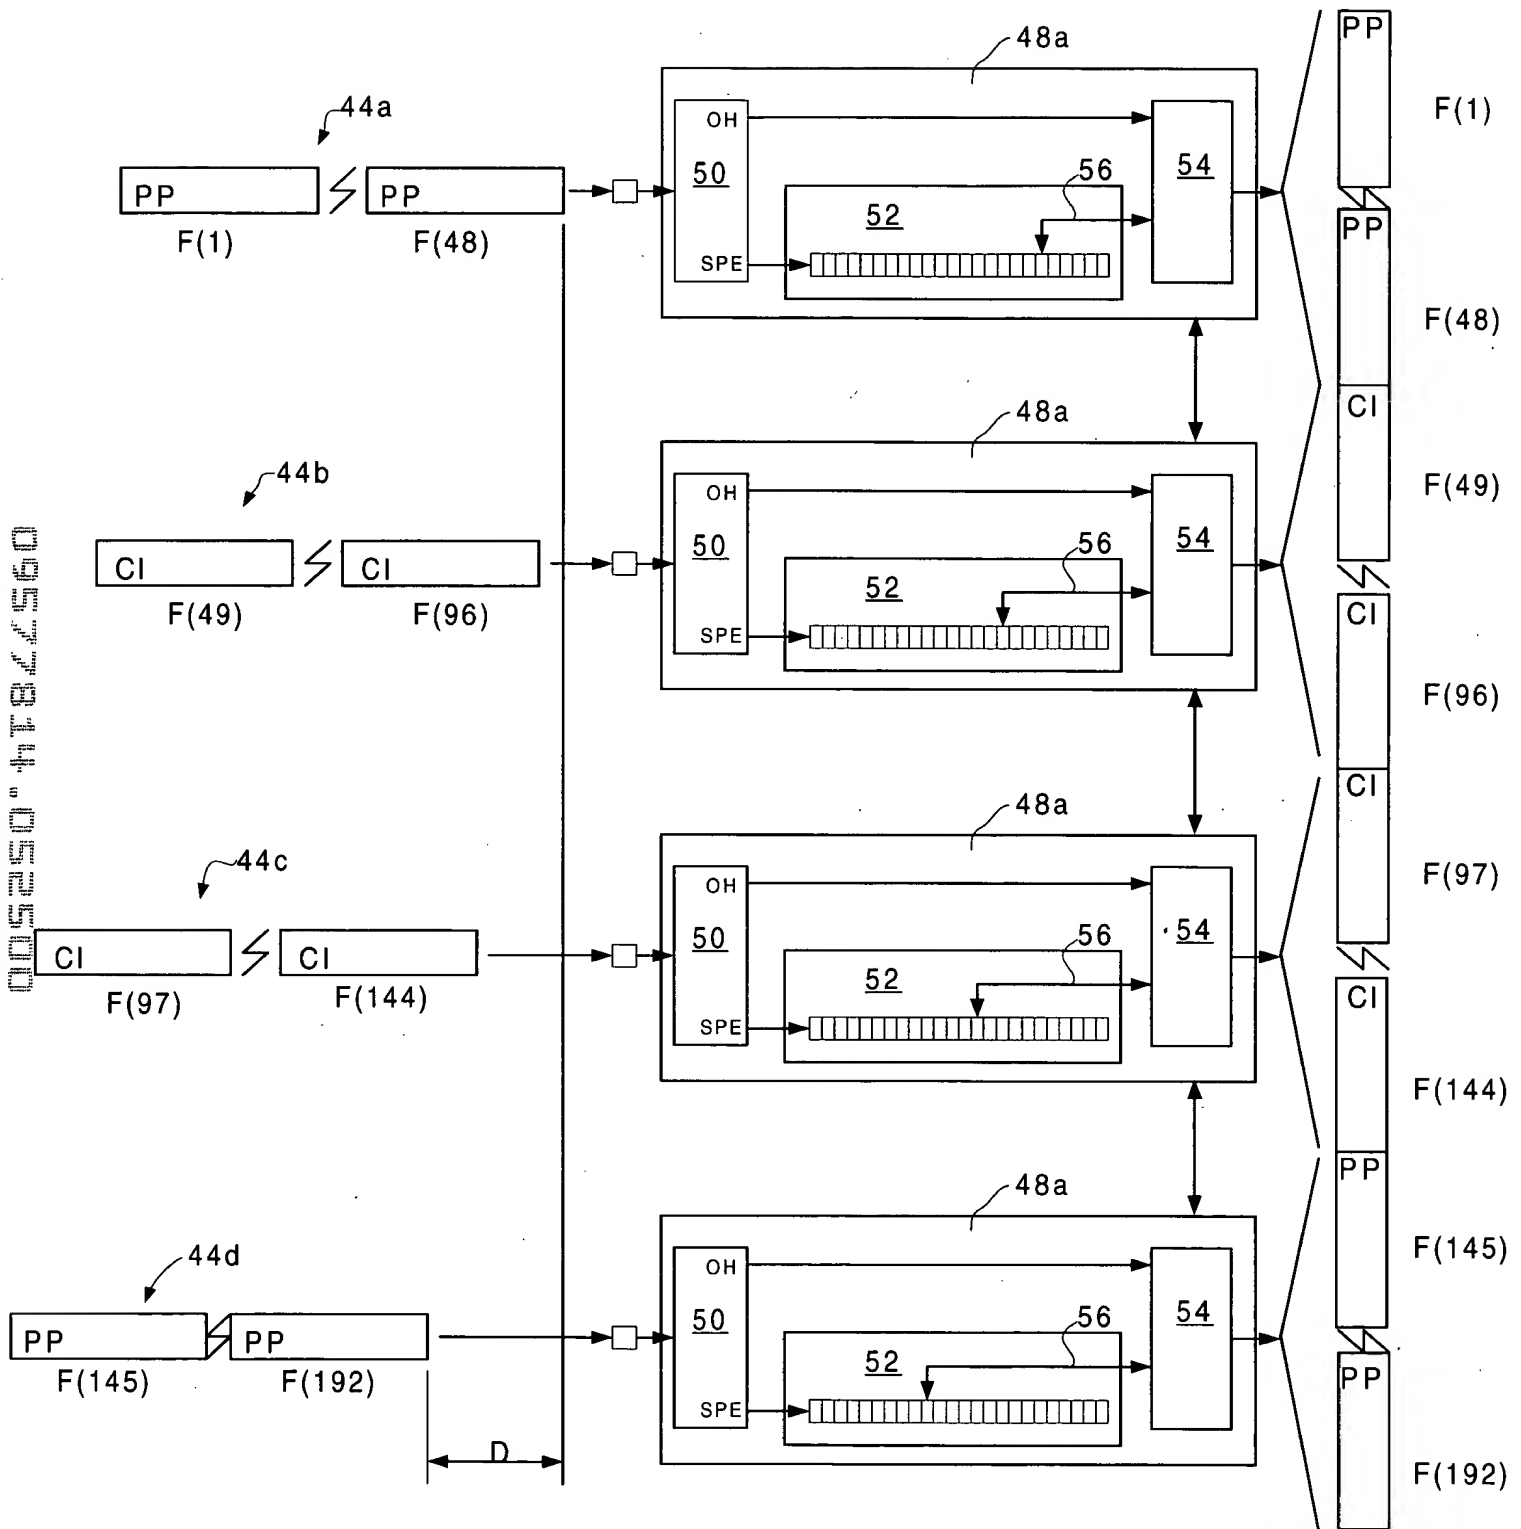 48a
PP
44a
F(1)
OH
50
54
56
PP
PP
52
PP
F(1)
F(48)
SPE
F(48)
48a
CI
44b
OH
F(49)
50
54
56
CI
CI
52
CI
F(49)
F(96)
SPE
F(96)
CI
48a
44c
OH
F(97)
50
54
56
CI
CI
52
CI
F(97)
F(144)
SPE
F(144)
PP
48a
44d
OH
F(145)
50
54
56
PP
PP
52
PP
F(145)
F(192)
SPE
D
F(192)
09577814.052500